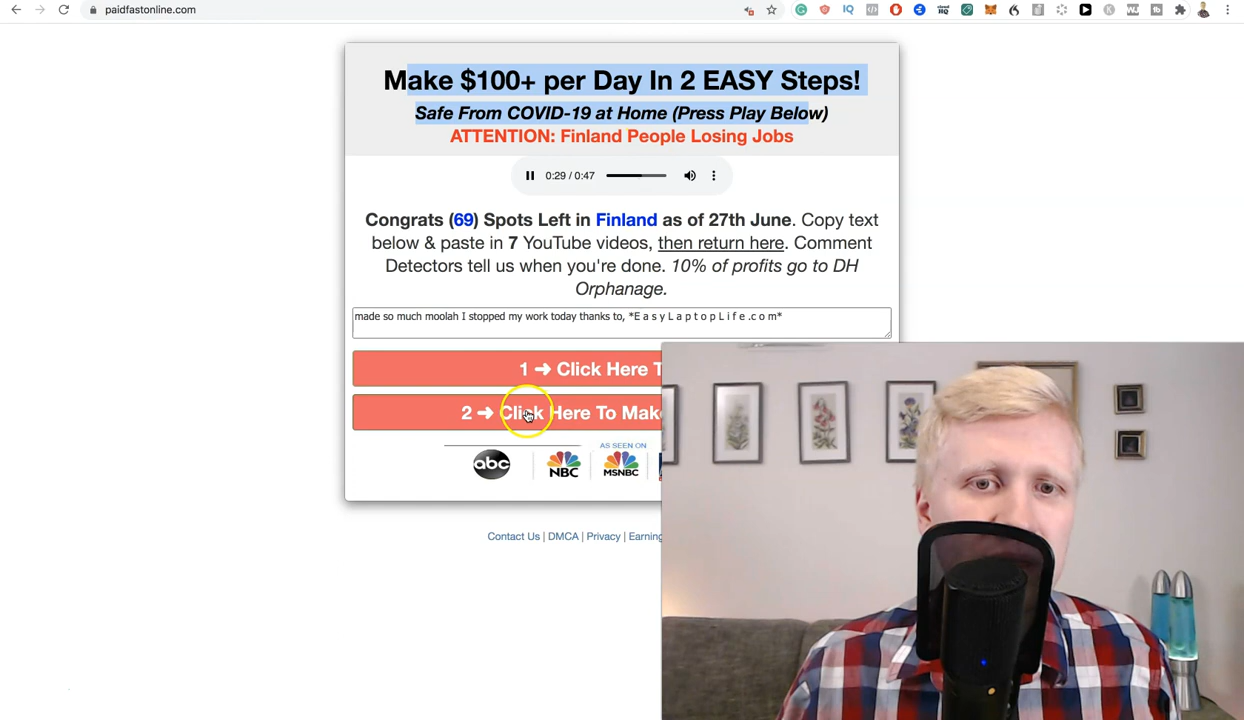 paidfastonline.com
Make $100+ per Day In 2 EASY Steps!
Safe From COVID-19 at Home (Press Play Below)
ATTENTION: Finland People Losing Jobs
0:29 / 0:47
Congrats (69) Spots Left in Finland as of 27th June. Copy text
below & paste in 7 YouTube videos, then return here. Comment
Detectors tell us when you're done. 10% of profits go to DH
Orphanage.
made so much moolah I stopped my work today thanks to, *E a s y L a p t o p L i f e .c o m*
1 ➜ Click Here T
2 ➜ Click Here To Make
AS SEEN ON
abc NBC MSNBC
Contact Us | DMCA | Privacy | Earning